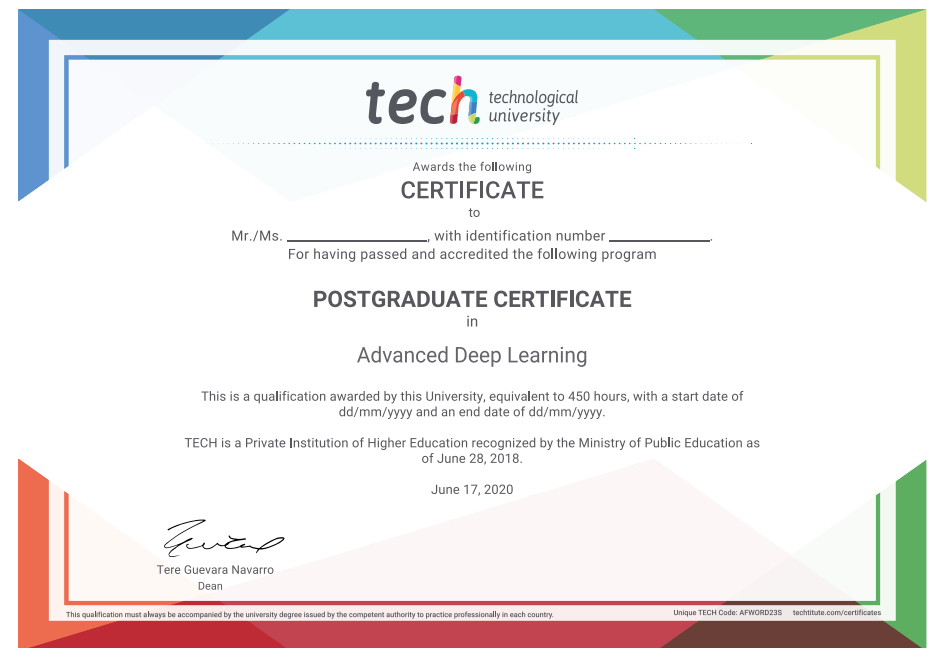 tech technological
university
Awards the following
CERTIFICATE
to
Mr./Ms. ____________________, with identification number ______________.
For having passed and accredited the following program
POSTGRADUATE CERTIFICATE
in
Advanced Deep Learning
This is a qualification awarded by this University, equivalent to 450 hours, with a start date of
dd/mm/yyyy and an end date of dd/mm/yyyy.
TECH is a Private Institution of Higher Education recognized by the Ministry of Public Education as
of June 28, 2018.
June 17, 2020
Tere Guevara Navarro
Dean
This qualification must always be accompanied by the university degree issued by the competent authority to practice professionally in each country.
Unique TECH Code: AFWORD23S techtitute.com/certificates